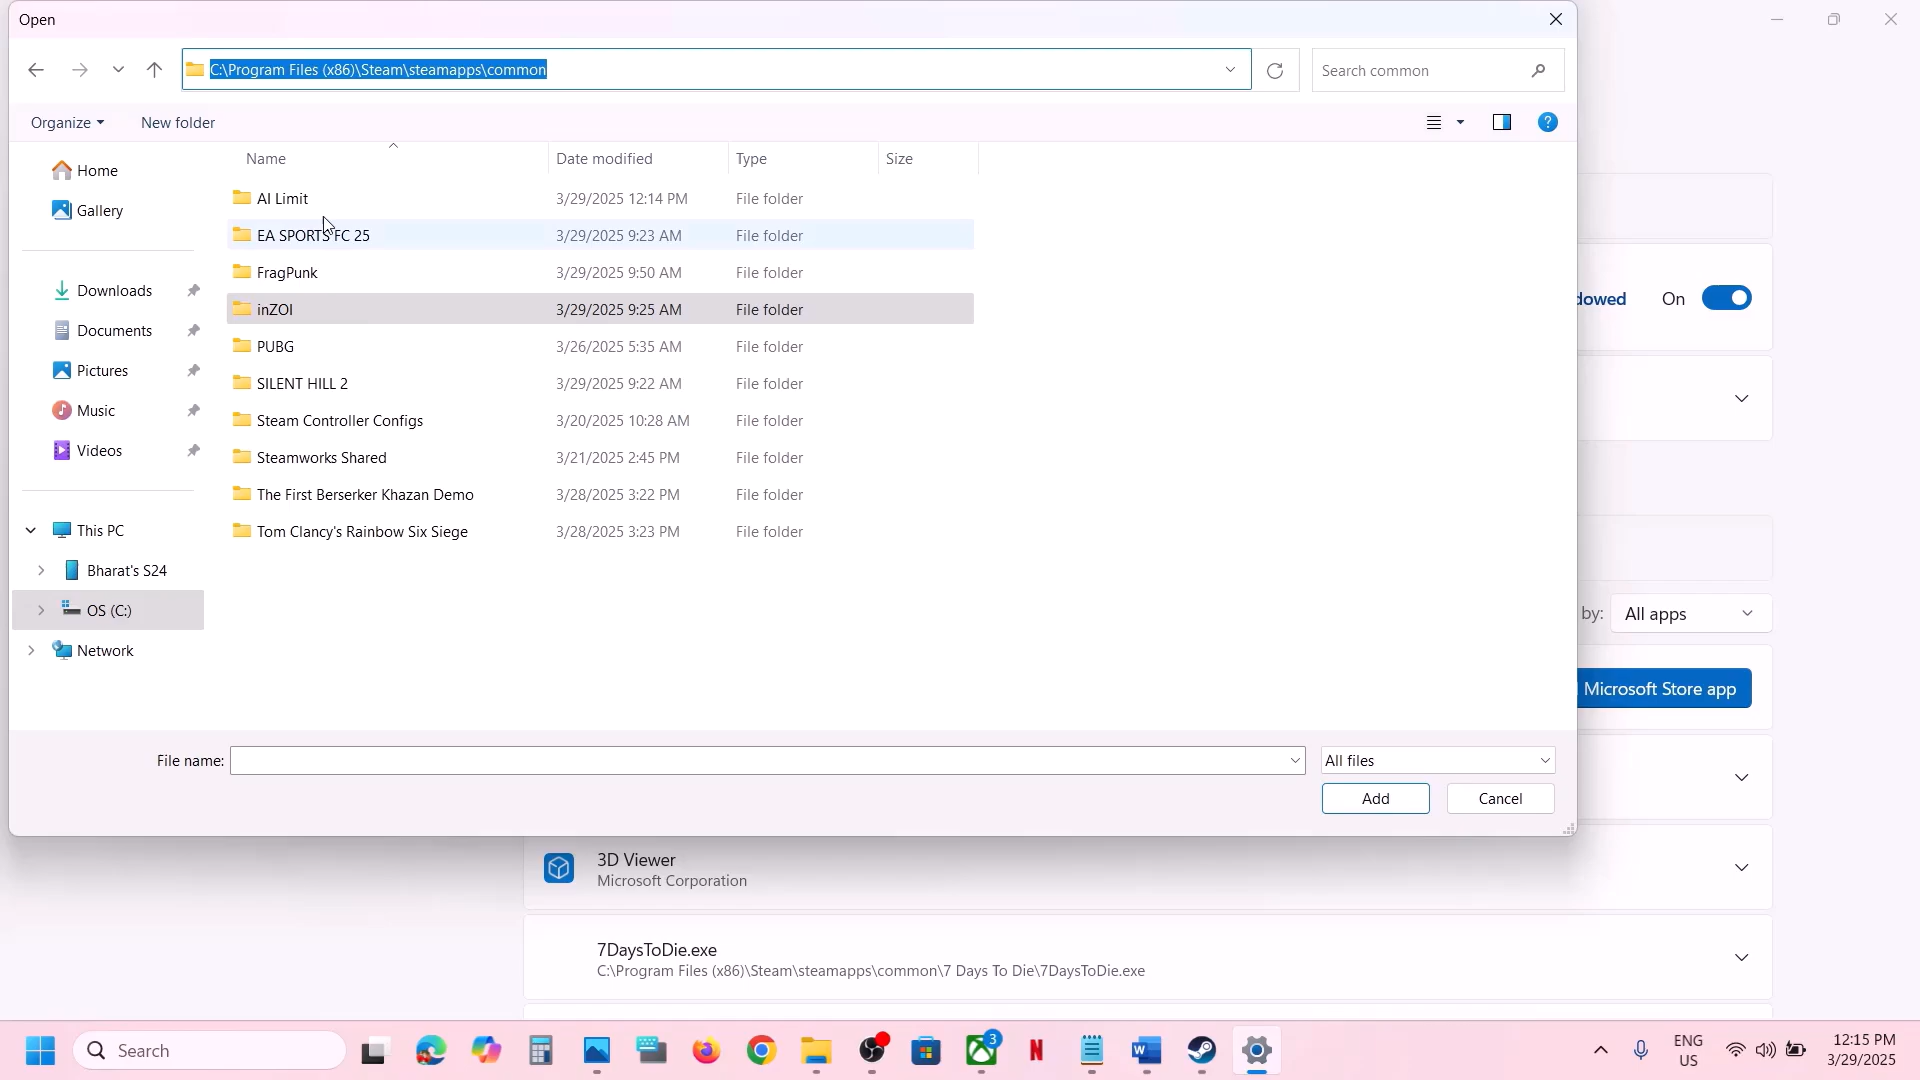 Open
C:\Program Files (x86)\Steam\steamapps\common
Search common
Organize
New folder
Name
Date modified
Type
Size
Home
Gallery
Downloads
Documents
Pictures
Music
Videos
This PC
Bharat's S24
OS (C:)
Network
AI Limit 3/29/2025 12:14 PM File folder
EA SPORTS FC 25 3/29/2025 9:23 AM File folder
FragPunk 3/29/2025 9:50 AM File folder
inZOI 3/29/2025 9:25 AM File folder
PUBG 3/26/2025 5:35 AM File folder
SILENT HILL 2 3/29/2025 9:22 AM File folder
Steam Controller Configs 3/20/2025 10:28 AM File folder
Steamworks Shared 3/21/2025 2:45 PM File folder
The First Berserker Khazan Demo 3/28/2025 3:22 PM File folder
Tom Clancy's Rainbow Six Siege 3/28/2025 3:23 PM File folder
File name:
All files
Add
Cancel
On
by: All apps
Microsoft Store app
3D Viewer
Microsoft Corporation
7DaysToDie.exe
C:\Program Files (x86)\Steam\steamapps\common\7 Days To Die\7DaysToDie.exe
Search
3
ENG
US
12:15 PM
3/29/2025